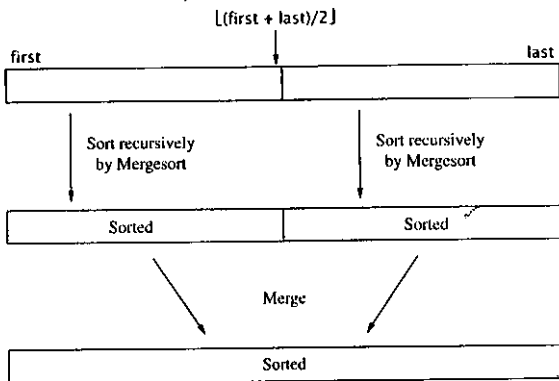 ⌊(first + last)/2⌋
first last
Sort recursively
by Mergesort
Sort recursively
by Mergesort
Sorted Sorted
Merge
Sorted